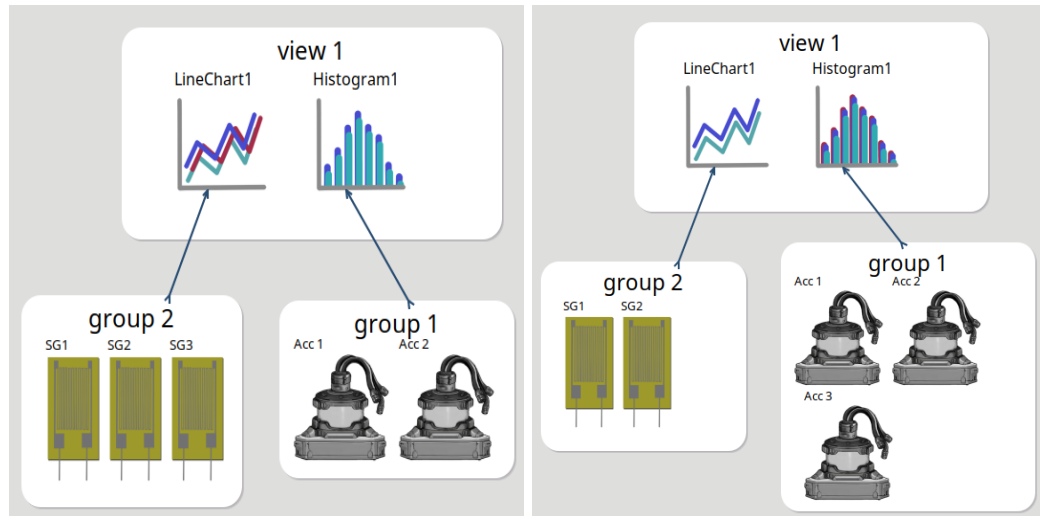 view 1
LineChart1
Histogram1
group 2
SG1
SG2
SG3
group 1
Acc 1
Acc 2
view 1
LineChart1
Histogram1
group 2
SG1
SG2
group 1
Acc 1
Acc 2
Acc 3